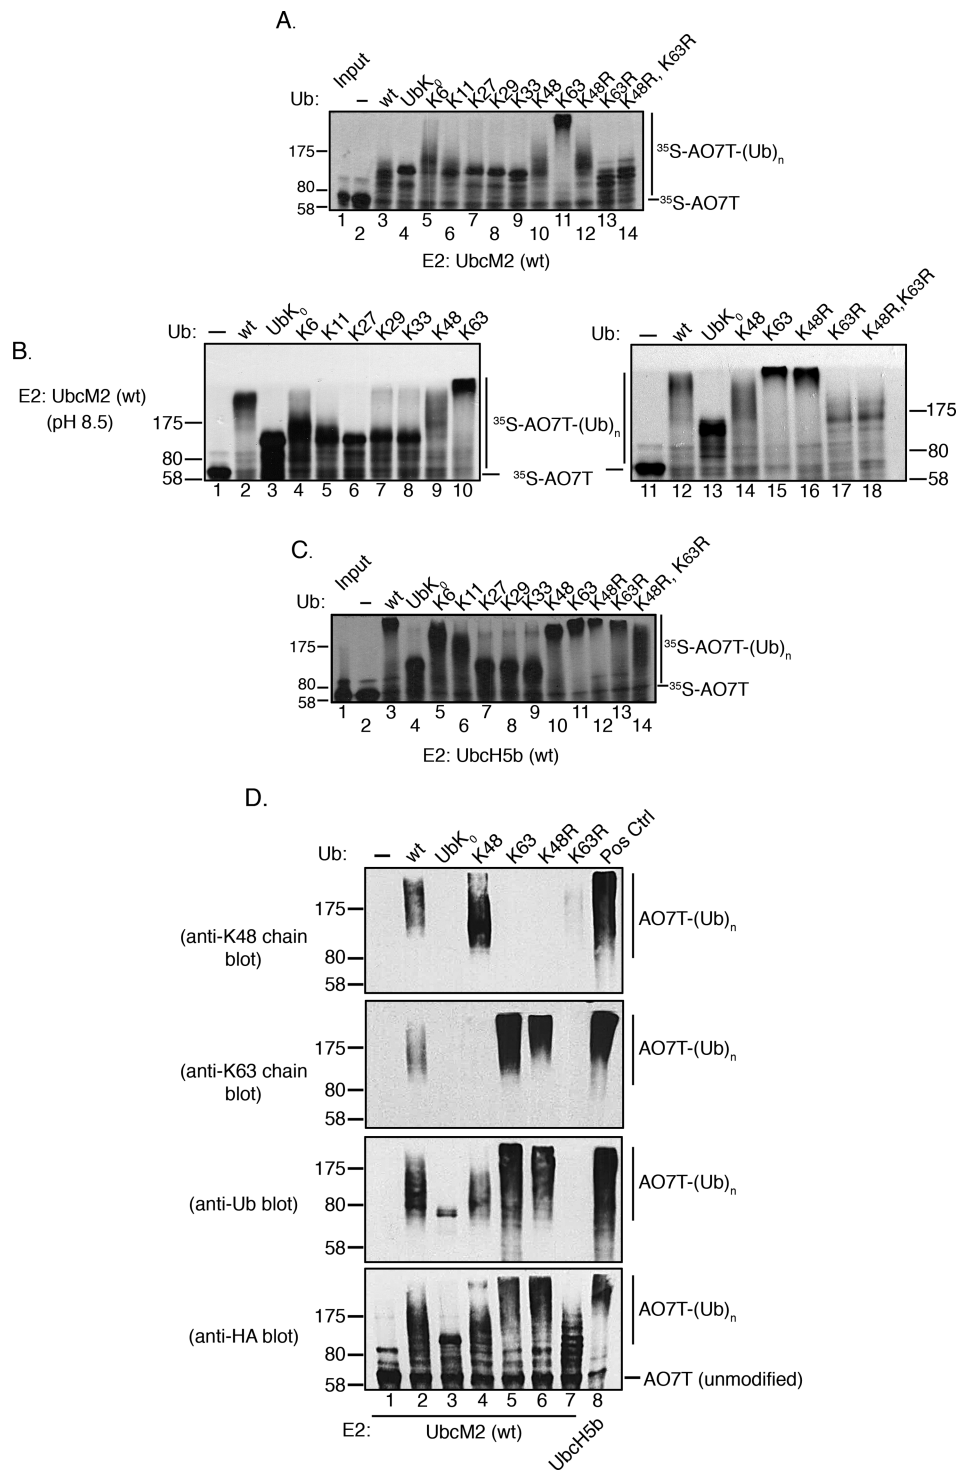 A.
Ub: Input – wt UbK0 K6 K11 K27 K29 K33 K48 K63 K48R K63R K48R, K63R
175
80
58
35S-AO7T-(Ub)n
35S-AO7T
1 2 3 4 5 6 7 8 9 10 11 12 13 14
E2: UbcM2 (wt)
B.
E2: UbcM2 (wt)
(pH 8.5)
Ub: – wt UbK0 K6 K11 K27 K29 K33 K48 K63
175
80
58
35S-AO7T-(Ub)n
35S-AO7T
1 2 3 4 5 6 7 8 9 10
Ub: – wt UbK0 K48 K63 K48R K63R K48R,K63R
175
80
58
11 12 13 14 15 16 17 18
C.
Ub: Input – wt UbK0 K6 K11 K27 K29 K33 K48 K63 K48R K63R K48R, K63R
175
80
58
35S-AO7T-(Ub)n
35S-AO7T
1 2 3 4 5 6 7 8 9 10 11 12 13 14
E2: UbcH5b (wt)
D.
Ub: – wt UbK0 K48 K63 K48R K63R Pos Ctrl
(anti-K48 chain
blot)
175
80
58
AO7T-(Ub)n
(anti-K63 chain
blot)
175
80
58
AO7T-(Ub)n
(anti-Ub blot)
175
80
58
AO7T-(Ub)n
(anti-HA blot)
175
80
58
AO7T-(Ub)n
AO7T (unmodified)
1 2 3 4 5 6 7 8
E2: UbcM2 (wt) UbcH5b